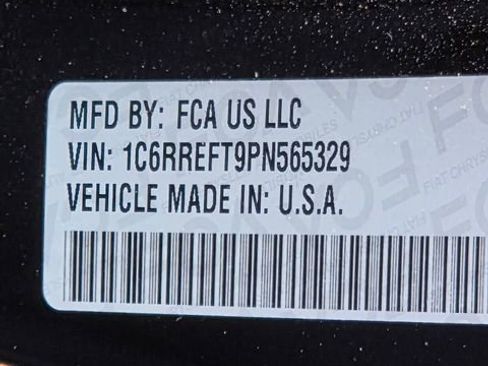 MFD BY: FCA US LLC
VIN: 1C6RREFT9PN565329
VEHICLE MADE IN: U.S.A.